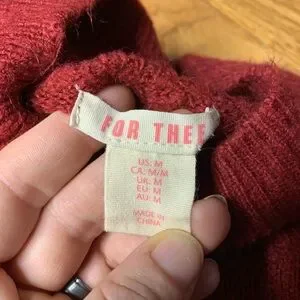 FOR THEE
US: M
CA: M/M
UK: M
EU: M
AU: M
MADE IN
CHINA